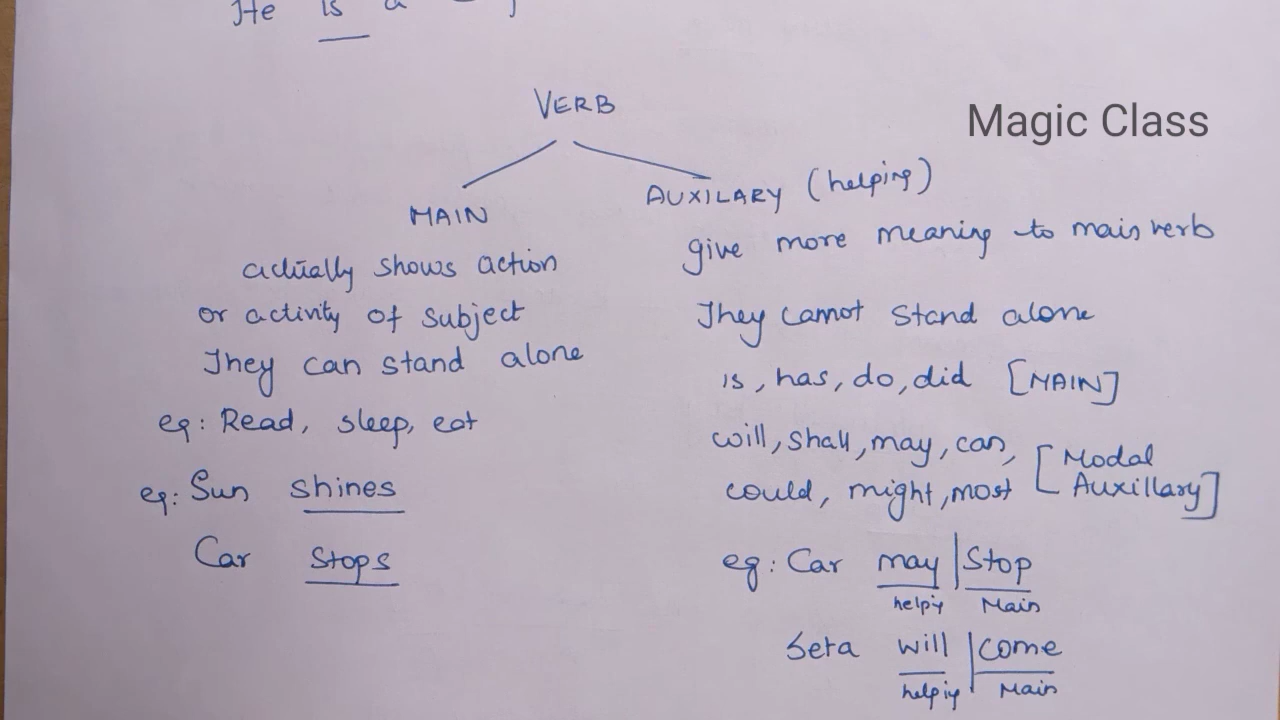 He is a
VERB
Magic Class
MAIN
actually shows action
or activity of subject
They can stand alone
eg: Read, sleep, eat
eg: Sun shines
Car stops
AUXILARY (helping)
give more meaning to main verb
They cannot stand alone
is, has, do, did [MAIN]
will, shall, may, can,
could, might, most [Modal Auxillary]
eg: Car may | Stop
helpig Main
Seta will | come
helpig Main